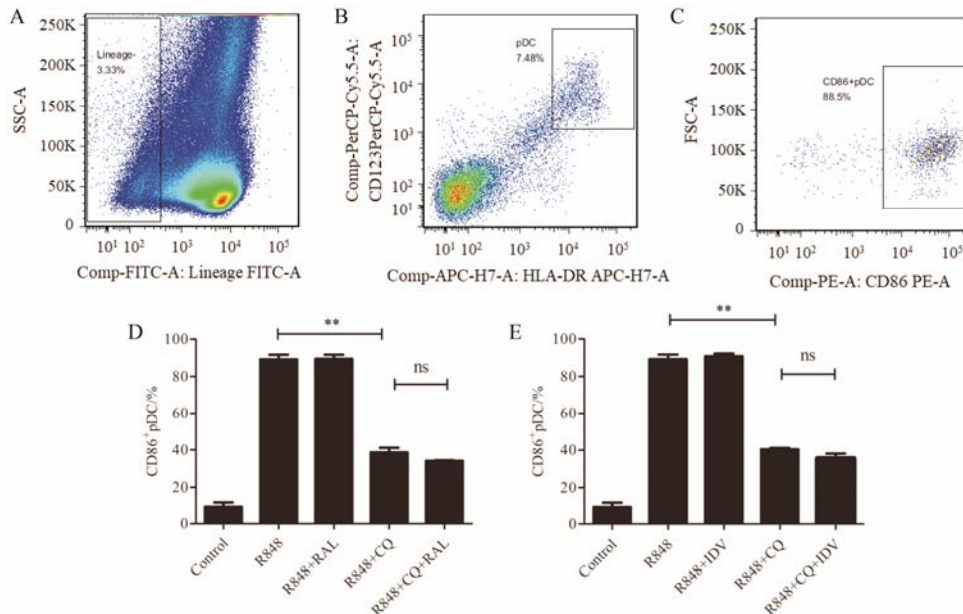 A
250K
200K
150K
100K
50K
0
SSC-A
Lineage-
3.33%
10¹ 10² 10³ 10⁴ 10⁵
Comp-FITC-A: Lineage FITC-A
B
10⁵
10⁴
10³
10²
10¹
Comp-PerCP-Cy5.5-A:
CD123PerCP-Cy5.5-A
pDC
7.48%
10¹ 10² 10³ 10⁴ 10⁵
Comp-APC-H7-A: HLA-DR APC-H7-A
C
250K
200K
150K
100K
50K
0
FSC-A
CD86+pDC
88.5%
10¹ 10² 10³ 10⁴ 10⁵
Comp-PE-A: CD86 PE-A
D
100
80
60
40
20
0
CD86⁺pDC/%
**
ns
Control
R848
R848+RAL
R848+CQ
R848+CQ+RAL
E
100
80
60
40
20
0
CD86⁺pDC/%
**
ns
Control
R848
R848+IDV
R848+CQ
R848+CQ+IDV